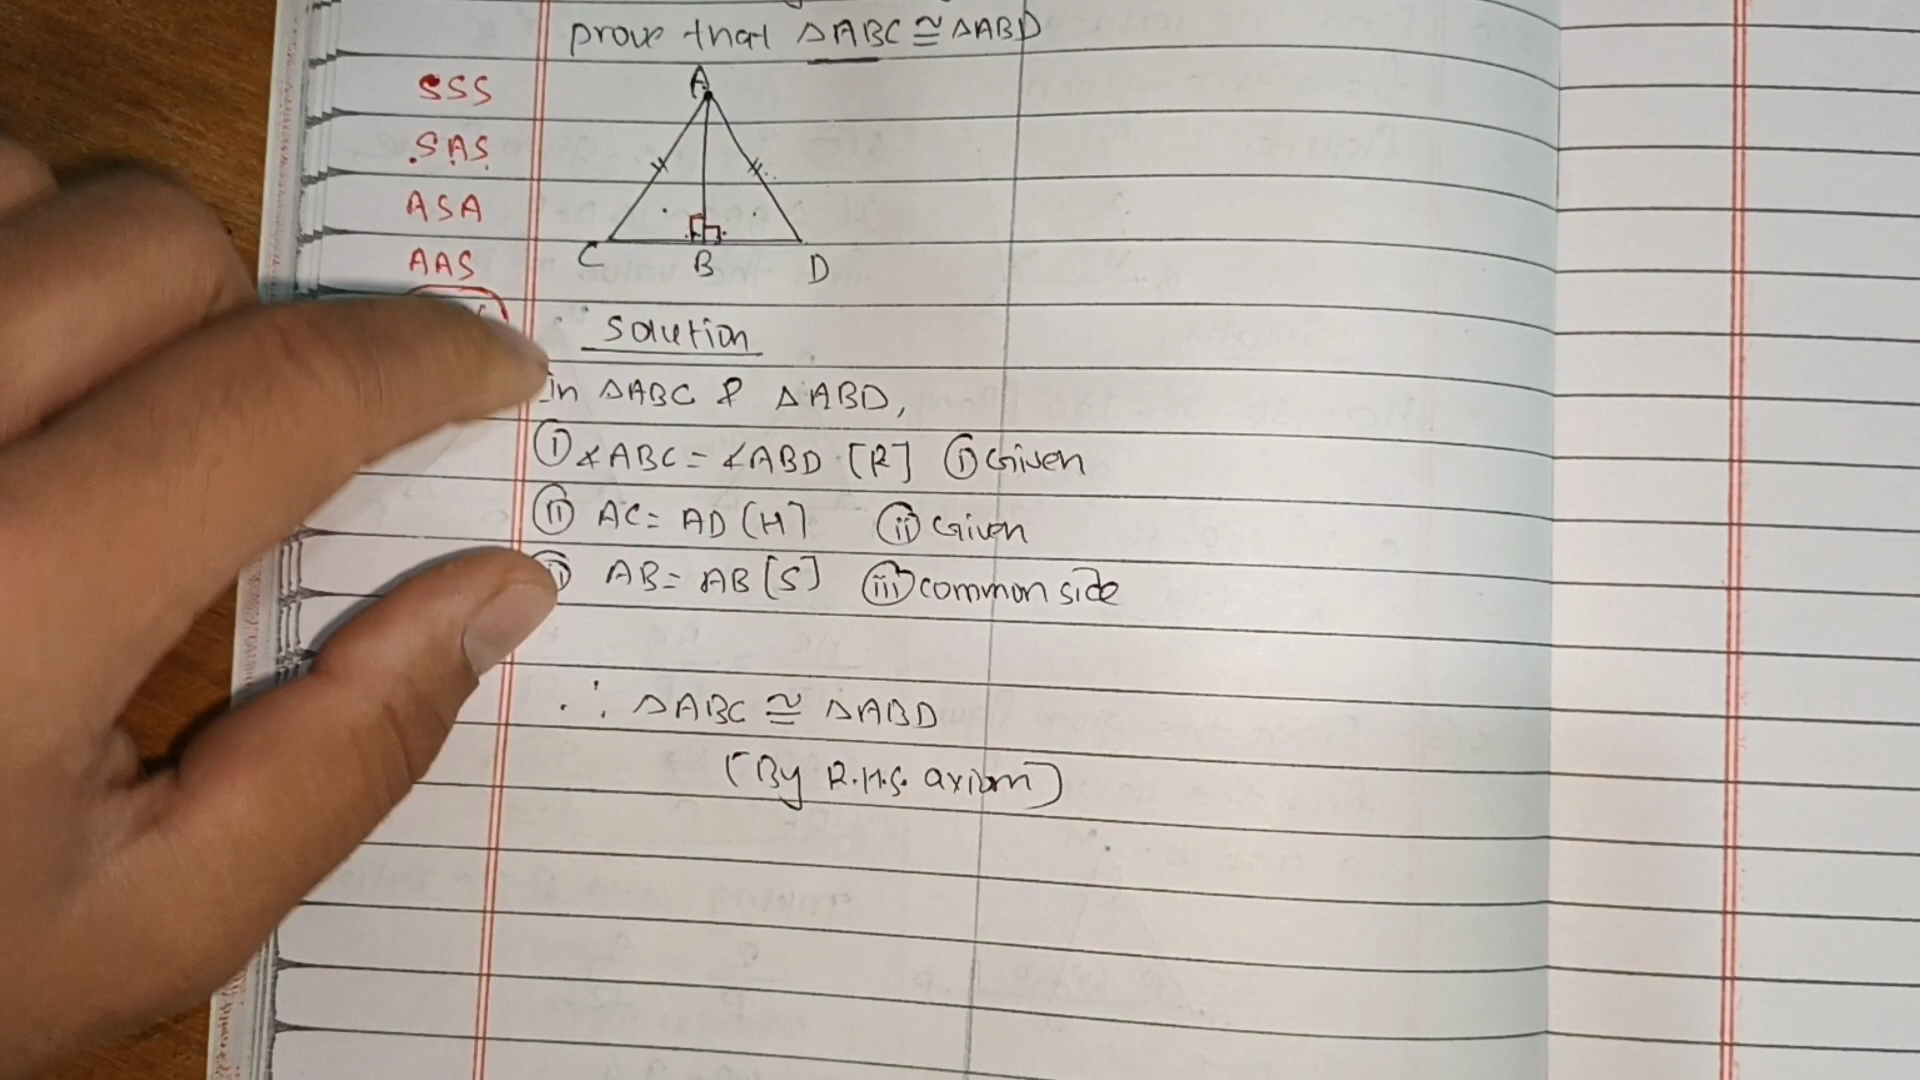 prove that △ABC ≅ △ABD
SSS
SAS
ASA
AAS
A
C B D
Solution
In △ABC & △ABD,
(i) ∡ABC = ∡ABD [R] (i) Given
(ii) AC = AD (H] (ii) Given
AB = AB [S] (iii) common side
∴ △ABC ≅ △ABD
(By R.H.S. axiom)